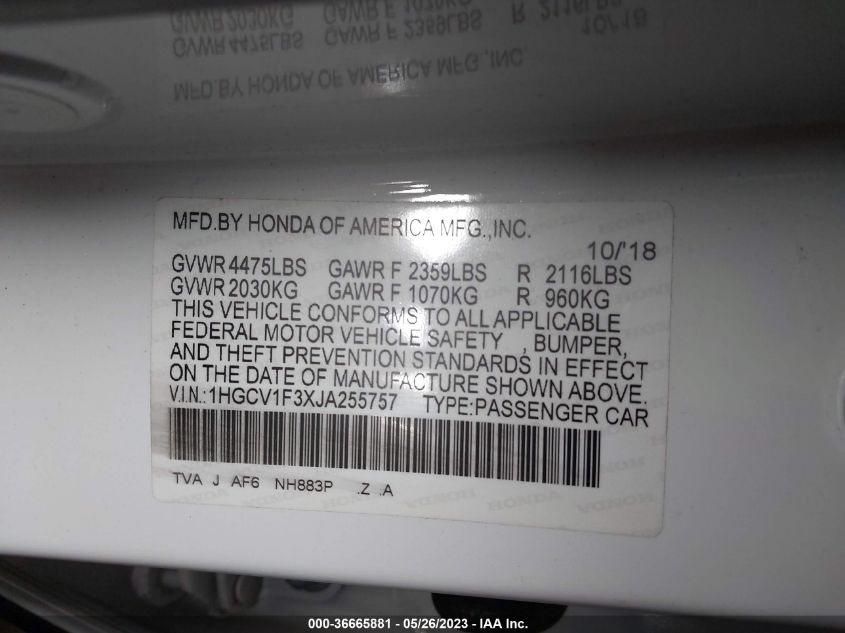 MFD.BY HONDA OF AMERICA MFG.,INC.
10/'18
GVWR 4475LBS GAWR F 2359LBS R 2116LBS
GVWR 2030KG GAWR F 1070KG R 960KG
THIS VEHICLE CONFORMS TO ALL APPLICABLE
FEDERAL MOTOR VEHICLE SAFETY , BUMPER,
AND THEFT PREVENTION STANDARDS IN EFFECT
ON THE DATE OF MANUFACTURE SHOWN ABOVE.
V.I.N.:1HGCV1F3XJA255757 TYPE:PASSENGER CAR
TVA J AF6 NH883P .Z .A
000-36665881 / 05/26/2023 - IAA Inc.